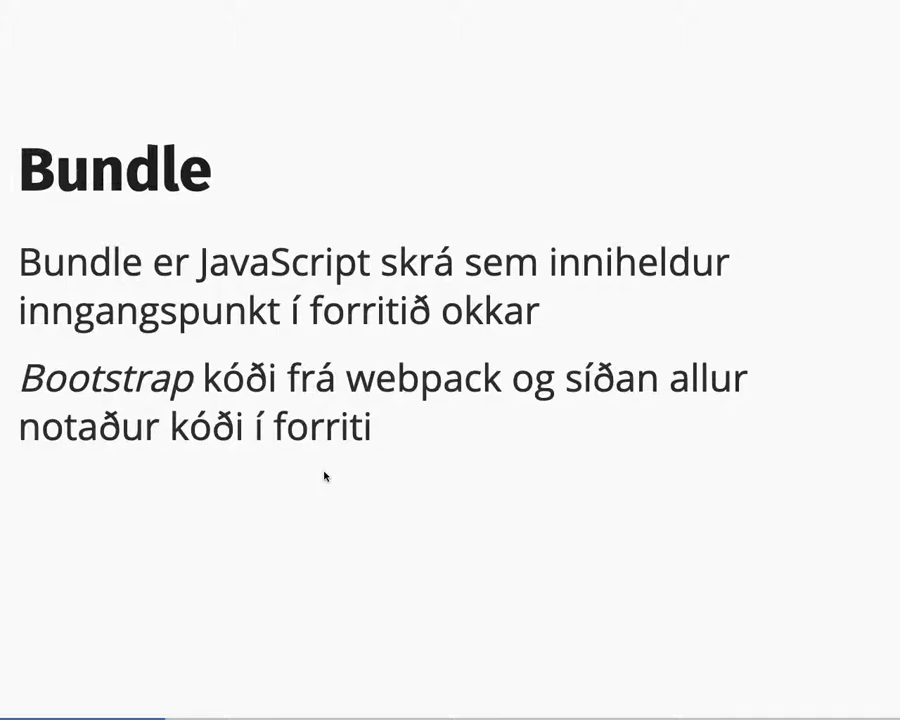 Bundle
Bundle er JavaScript skrá sem inniheldur
inngangspunkt í forritið okkar
Bootstrap kóði frá webpack og síðan allur
notaður kóði í forriti